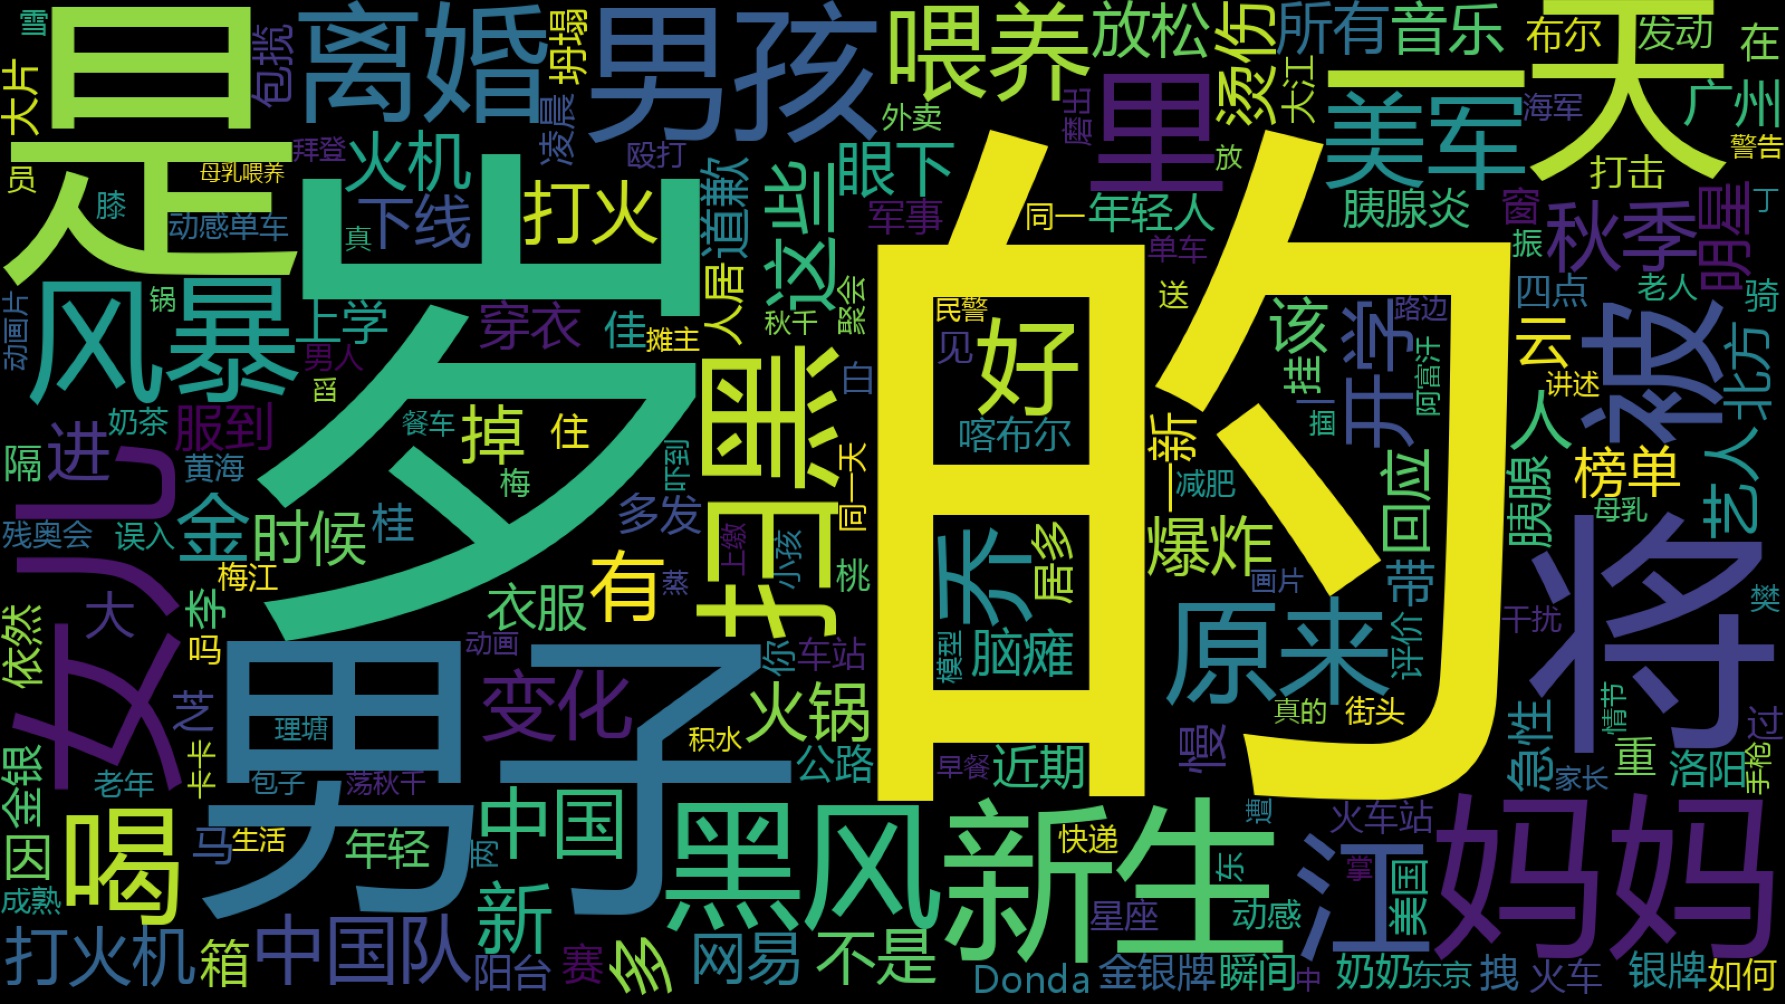 雪
是
包揽
离婚
坍塌
男孩
喂养
放松
烫伤
所有
音乐
布尔
一天
发动
在
大片
凌晨
外卖
磨出
里
大江
美军
海军
广州
员
母乳喂养
拜登
火机
殴打
眼下
放
打击
警告
膝
动感单车
岁
下线
真
打火
道歉
这些
军事
同一
年轻人
单车
的
胰腺炎
窗
振
秋季
明星
丁
动画片
风暴
锅
上学
男人
舀
穿衣
佳
摊主
人居
秋千
聚会
民警
见
好
送
该
挂
开学
路边
阿富汗
四点
老人
骑
云
讲述
被
北方
奶茶
服到
餐车
掉
住
吓到
扫黑
山
喀布尔
一新
减肥
掴
人
隔
进
黄海
梅
同一天
回应
胰腺
榜单
母乳
艺人
残奥会
误入
金
时候
桂
多发
上缴
小孩
乔
居多
爆炸
画片
带
将
梅江
李
有
蒸
桃
女儿
大
衣服
模型
脑瘫
原来
评价
干扰
樊
依然
吗
男子
动画
你
车站
芝
理塘
变化
火锅
真的
街头
情节
过
积水
慢
急性
重
洛阳
手枪
金银
老年
卡卡
包子
荡秋千
公路
早餐
近期
家长
因
喝
马
生活
年轻
中国
两
黑风
新生
快递
遭
东
火车站
掌
江
美国
妈妈
成熟
新
星座
动感
打火机
箱
中国队
阳台
赛
多
网易
不是
Donda
金银牌
瞬间
中
奶奶
东京
拽
火车
银牌
如何